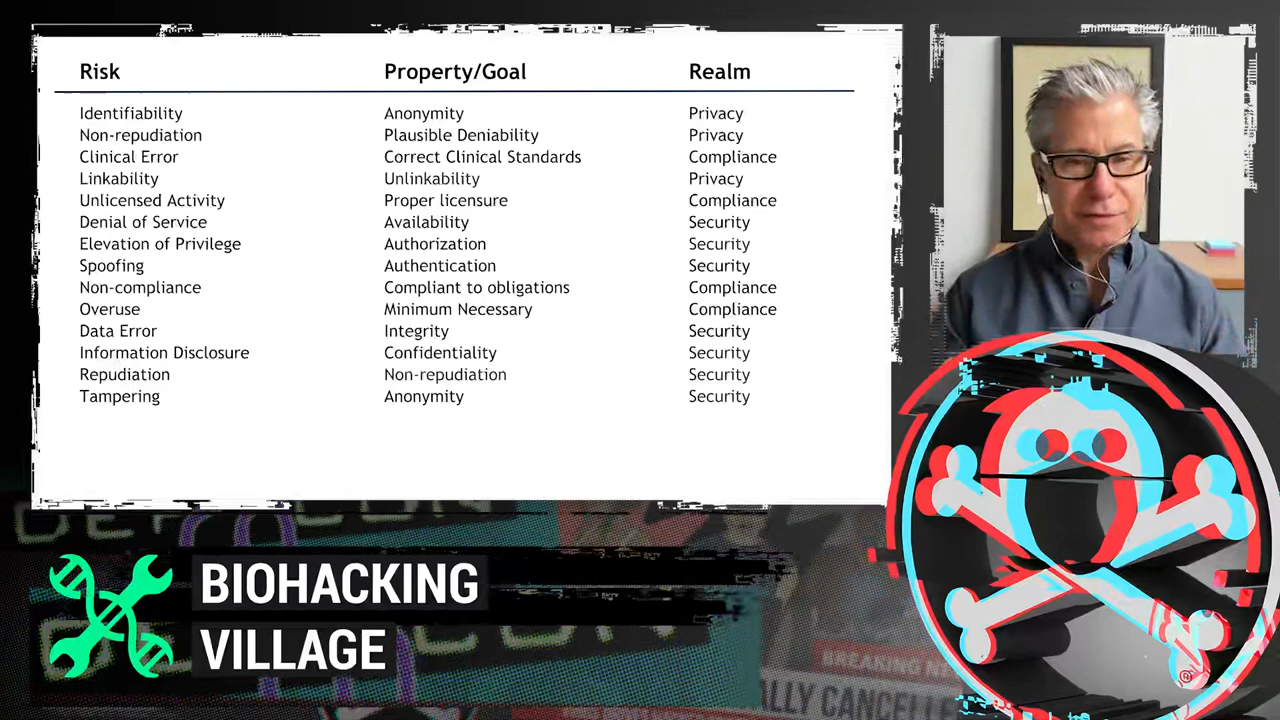 Risk Property/Goal Realm
Identifiability Anonymity Privacy
Non-repudiation Plausible Deniability Privacy
Clinical Error Correct Clinical Standards Compliance
Linkability Unlinkability Privacy
Unlicensed Activity Proper licensure Compliance
Denial of Service Availability Security
Elevation of Privilege Authorization Security
Spoofing Authentication Security
Non-compliance Compliant to obligations Compliance
Overuse Minimum Necessary Compliance
Data Error Integrity Security
Information Disclosure Confidentiality Security
Repudiation Non-repudiation Security
Tampering Anonymity Security
BIOHACKING
VILLAGE
BREAKING
ALLY CANCELLE
®